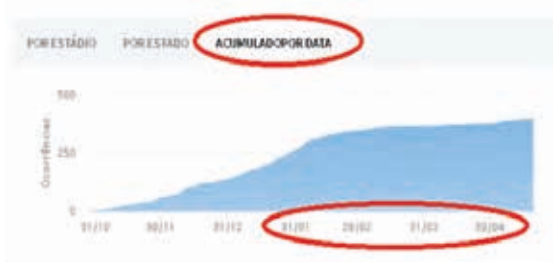 POR ESTÁDIO POR ESTADO ACUMULADO POR DATA
500
Ocorrências
250
0
31/10 30/11 31/12 31/01 28/02 31/03 30/04